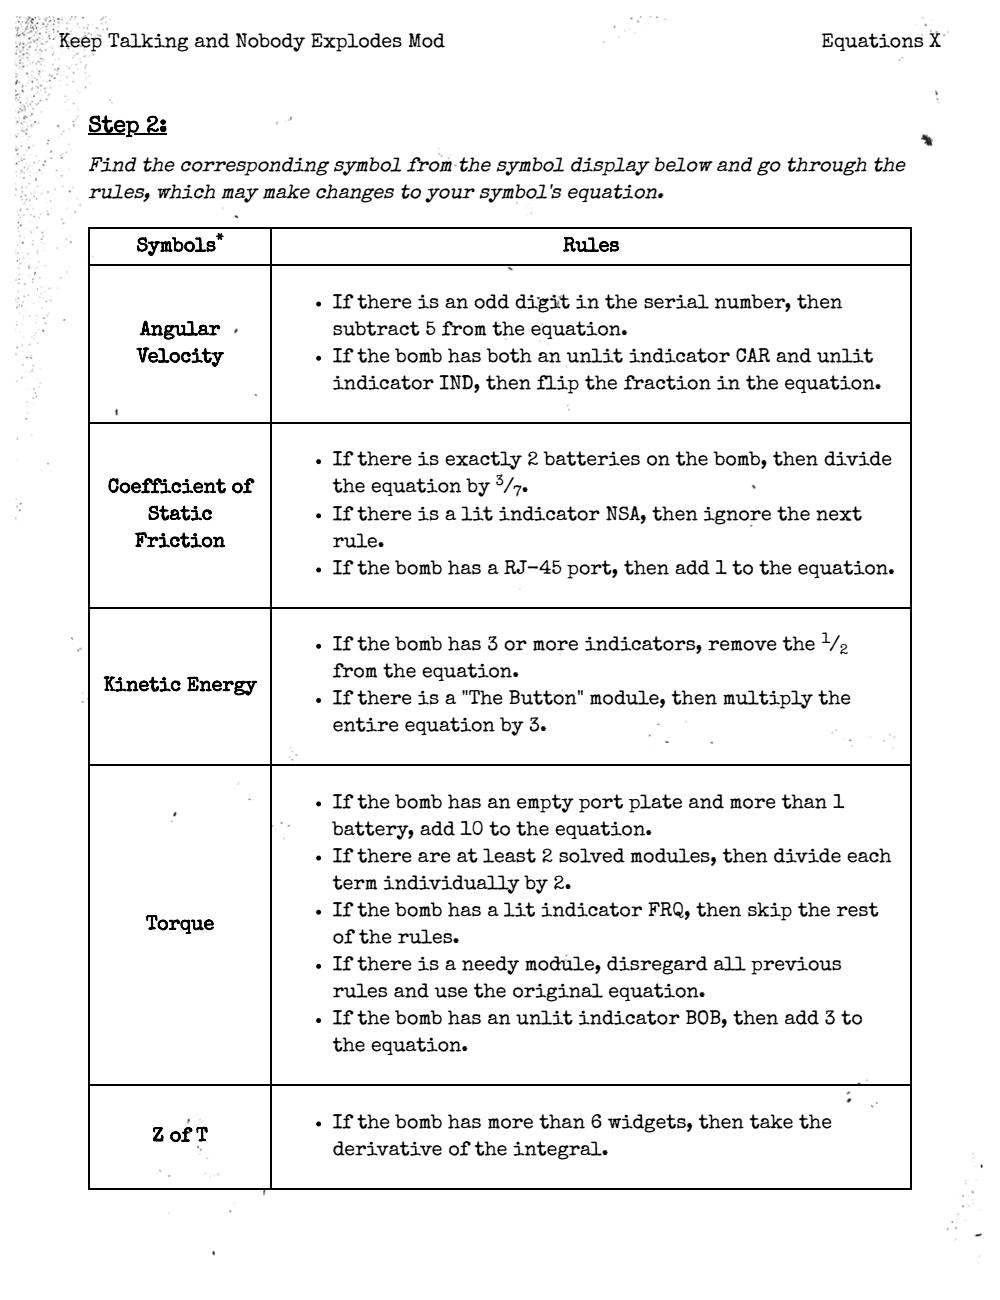 Keep Talking and Nobody Explodes Mod
Equations X
Step 2:
Find the corresponding symbol from the symbol display below and go through the
rules, which may make changes to your symbol's equation.
Symbols*
Rules
Angular
Velocity
• If there is an odd digit in the serial number, then
subtract 5 from the equation.
• If the bomb has both an unlit indicator CAR and unlit
indicator IND, then flip the fraction in the equation.
Coefficient of
Static
Friction
• If there is exactly 2 batteries on the bomb, then divide
the equation by 3/7.
• If there is a lit indicator NSA, then ignore the next
rule.
• If the bomb has a RJ-45 port, then add 1 to the equation.
Kinetic Energy
• If the bomb has 3 or more indicators, remove the 1/2
from the equation.
• If there is a "The Button" module, then multiply the
entire equation by 3.
Torque
• If the bomb has an empty port plate and more than 1
battery, add 10 to the equation.
• If there are at least 2 solved modules, then divide each
term individually by 2.
• If the bomb has a lit indicator FRQ, then skip the rest
of the rules.
• If there is a needy module, disregard all previous
rules and use the original equation.
• If the bomb has an unlit indicator BOB, then add 3 to
the equation.
Z of T
• If the bomb has more than 6 widgets, then take the
derivative of the integral.